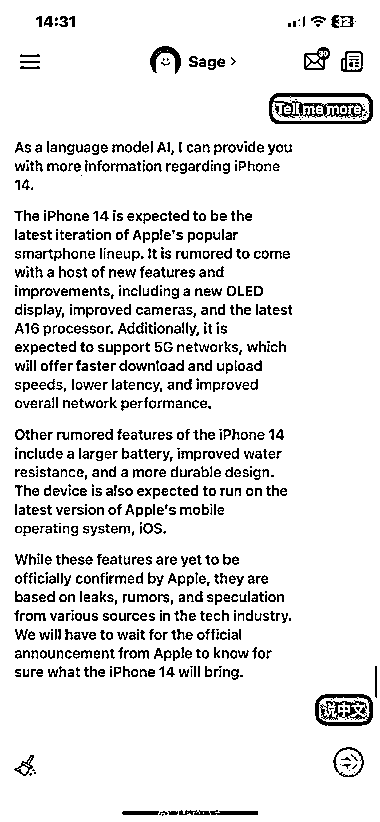 14:31
Sage >
Tell me more.
As a language model AI, I can provide you
with more information regarding iPhone
14.
The iPhone 14 is expected to be the
latest iteration of Apple's popular
smartphone lineup. It is rumored to come
with a host of new features and
improvements, including a new OLED
display, improved cameras, and the latest
A16 processor. Additionally, it is
expected to support 5G networks, which
will offer faster download and upload
speeds, lower latency, and improved
overall network performance.
Other rumored features of the iPhone 14
include a larger battery, improved water
resistance, and a more durable design.
The device is also expected to run on the
latest version of Apple's mobile
operating system, iOS.
While these features are yet to be
officially confirmed by Apple, they are
based on leaks, rumors, and speculation
from various sources in the tech industry.
We will have to wait for the official
announcement from Apple to know for
sure what the iPhone 14 will bring.
说中文